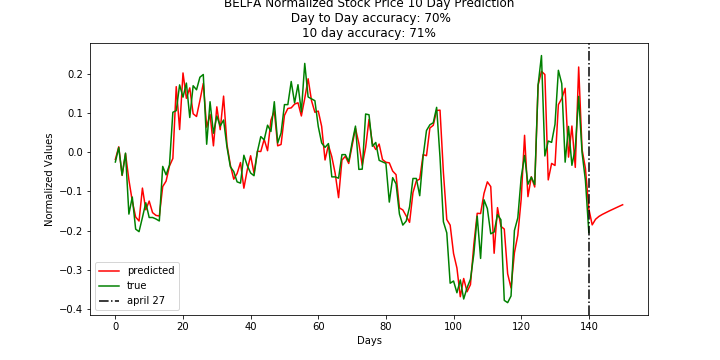 BELFA Normalized Stock Price 10 Day Prediction
Day to Day accuracy: 70%
10 day accuracy: 71%
Normalized Values
0.2
0.1
0.0
−0.1
−0.2
−0.3
−0.4
predicted
true
april 27
0 20 40 60 80 100 120 140
Days